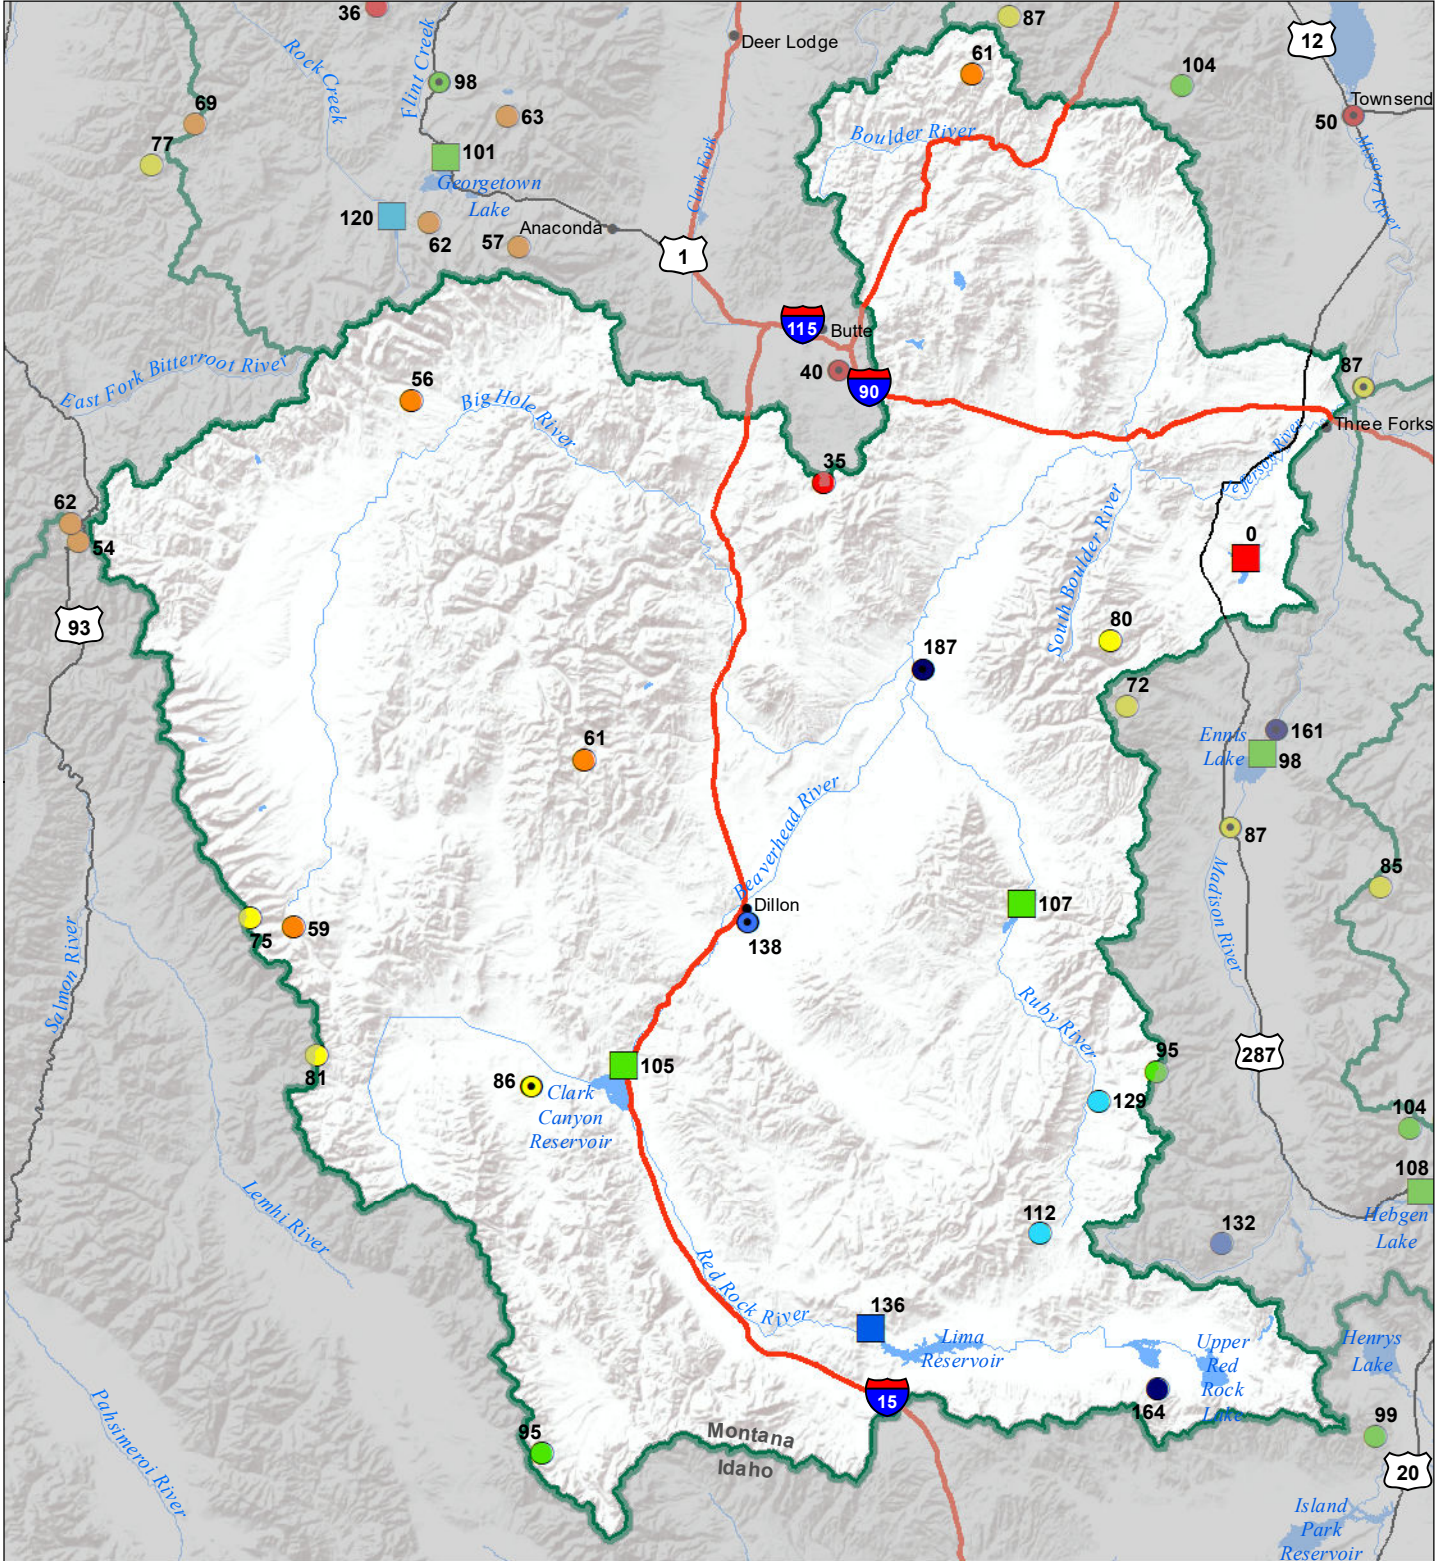 36
87
12
Deer Lodge
Rock Creek
Flint Creek
98
61
104
Townsend
50
69
63
77
Boulder River
101
Georgetown
Lake
Clark Fork
Missouri River
120
62
57
Anaconda
1
115
Butte
East Fork Bitterroot River
40
90
87
56
Big Hole River
Three Forks
Jefferson River
35
62
54
South Boulder River
0
93
80
187
72
161
Ennis
Lake
98
61
Beaverhead River
87
85
Madison River
Dillon
138
107
75
59
Salmon River
Ruby River
287
95
81
105
86
Clark
Canyon
Reservoir
129
104
108
Hebgen
Lake
Lemhi River
112
132
Red Rock River
136
Lima
Reservoir
Upper
Red
Rock
Lake
Henrys
Lake
15
164
Pahsimeroi River
95
Montana
Idaho
99
20
Island
Park
Reservoir